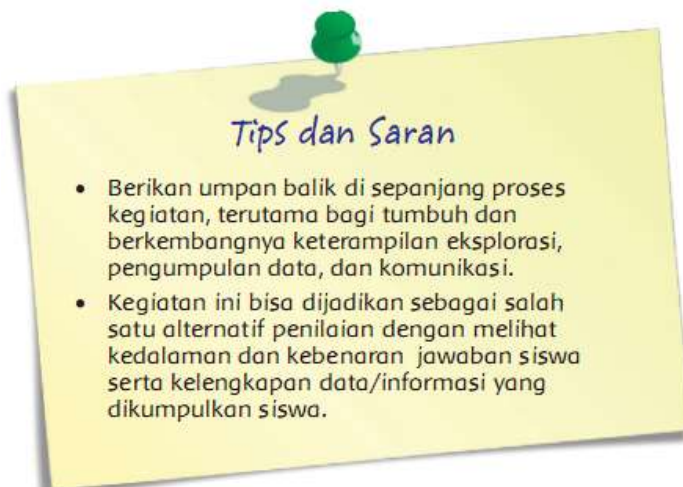 Tips dan Saran
• Berikan umpan balik di sepanjang proses
kegiatan, terutama bagi tumbuh dan
berkembangnya keterampilan eksplorasi,
pengumpulan data, dan komunikasi.
• Kegiatan ini bisa dijadikan sebagai salah
satu alternatif penilaian dengan melihat
kedalaman dan kebenaran jawaban siswa
serta kelengkapan data/informasi yang
dikumpulkan siswa.